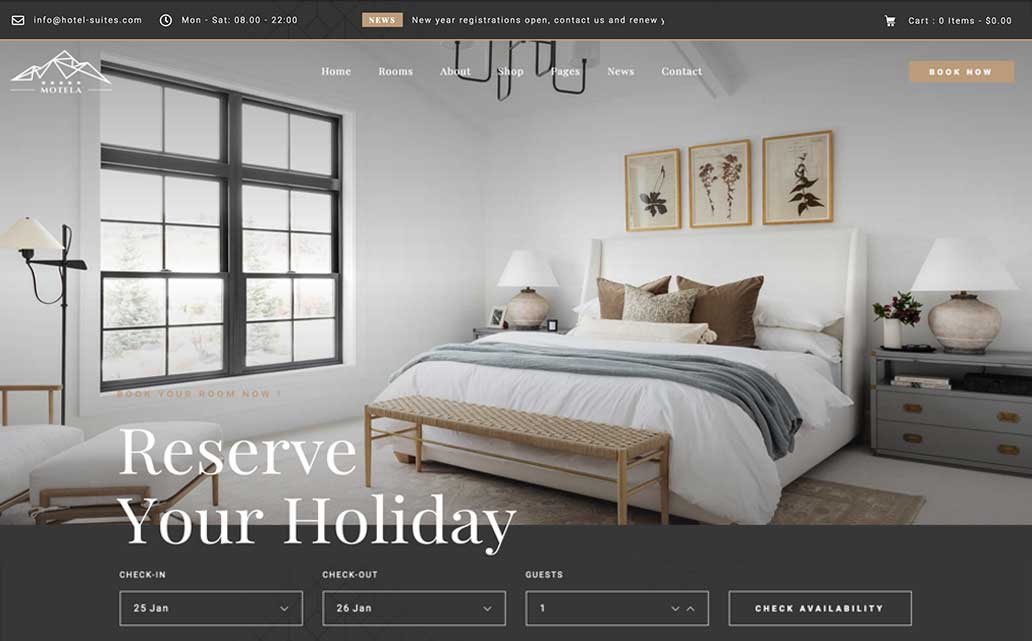 info@hotel-suites.com
Mon - Sat: 08.00 - 22:00
NEWS
New year registrations open, contact us and renew y
Cart : 0 Items - $0.00
MOTELA
Home
Rooms
About
Shop
Pages
News
Contact
BOOK NOW
BOOK YOUR ROOM NOW !
Reserve
Your Holiday
CHECK-IN
CHECK-OUT
GUESTS
25 Jan
26 Jan
1
CHECK AVAILABILITY